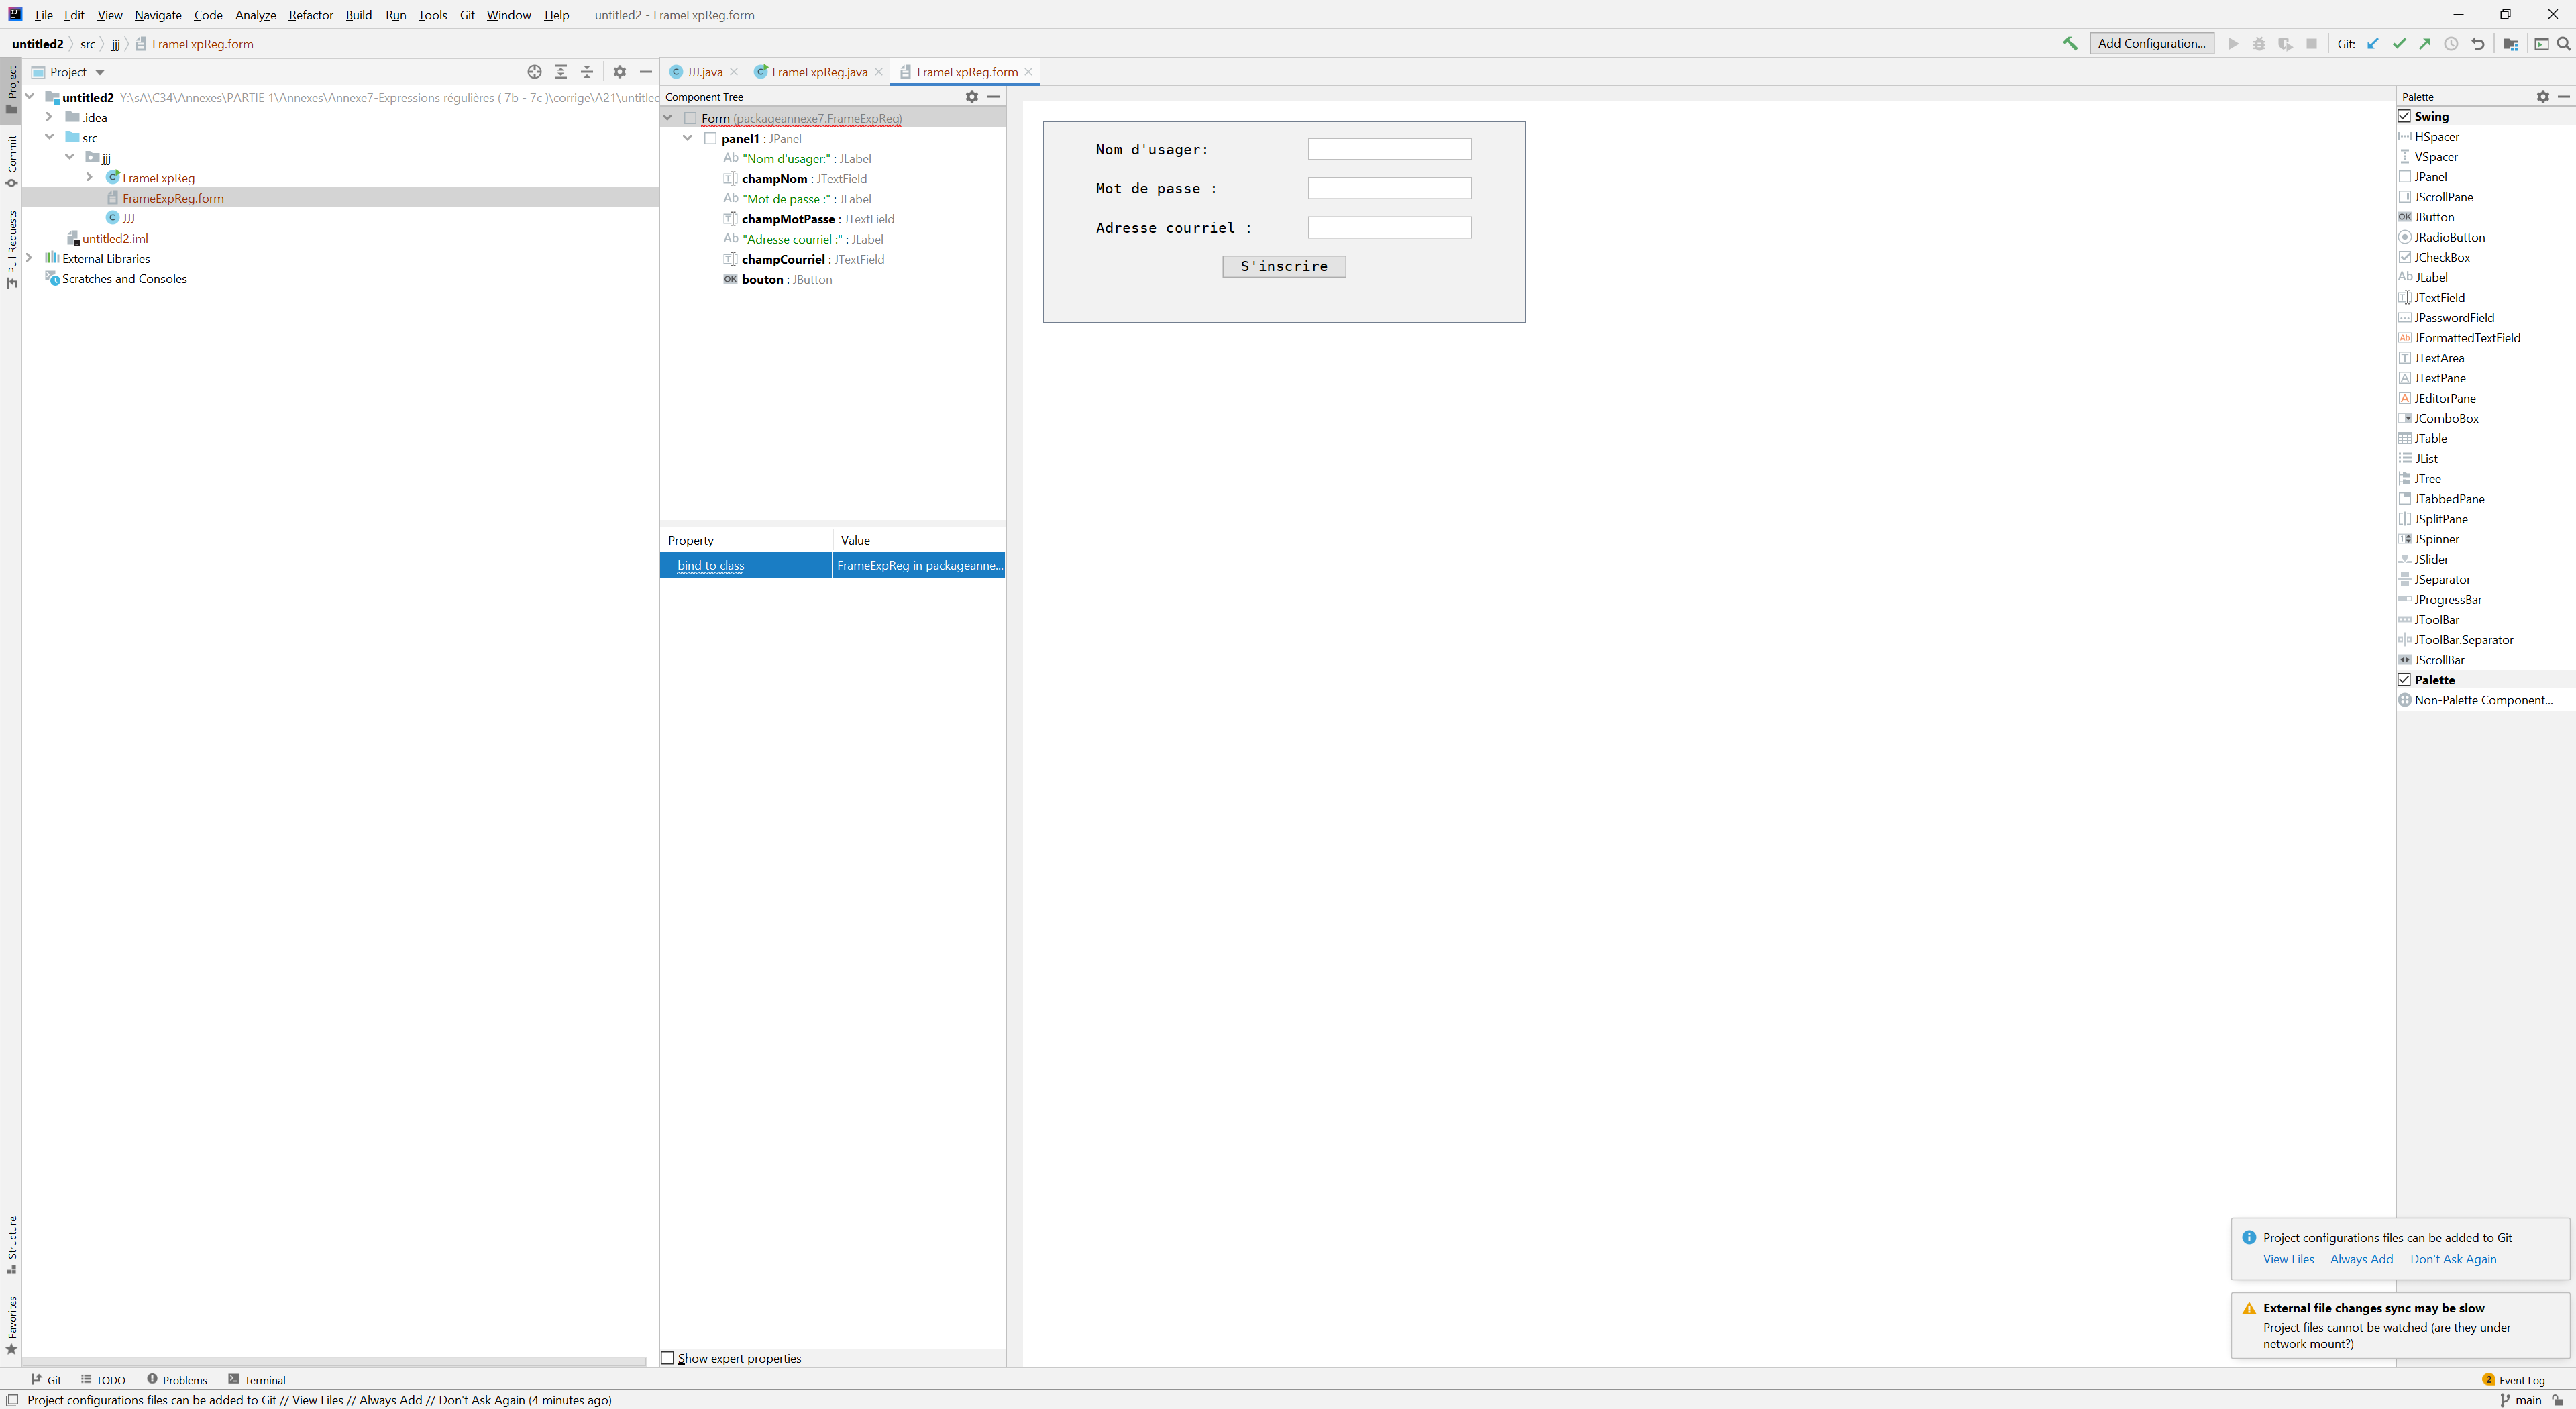 File Edit View Navigate Code Analyze Refactor Build Run Tools Git Window Help untitled2 - FrameExpReg.form
untitled2 src jjj FrameExpReg.form
Add Configuration... Git:
Project
JJJ.java FrameExpReg.java FrameExpReg.form
Project
Commit
Pull Requests
Structure
Favorites
untitled2 Y:\sA\C34\Annexes\PARTIE 1\Annexes\Annexe7-Expressions régulières ( 7b - 7c )\corrige\A21\untitlec
.idea
src
jjj
FrameExpReg
FrameExpReg.form
JJJ
untitled2.iml
External Libraries
Scratches and Consoles
Component Tree
Form (packageannexe7.FrameExpReg)
panel1 : JPanel
Ab "Nom d'usager:" : JLabel
champNom : JTextField
Ab "Mot de passe :" : JLabel
champMotPasse : JTextField
Ab "Adresse courriel :" : JLabel
champCourriel : JTextField
OK bouton : JButton
Property Value
bind to class FrameExpReg in packageanne...
Show expert properties
Nom d'usager:
Mot de passe :
Adresse courriel :
S'inscrire
Palette
Swing
HSpacer
VSpacer
JPanel
JScrollPane
OK JButton
JRadioButton
JCheckBox
Ab JLabel
JTextField
JPasswordField
Ab JFormattedTextField
JTextArea
JTextPane
JEditorPane
JComboBox
JTable
JList
JTree
JTabbedPane
JSplitPane
JSpinner
JSlider
JSeparator
JProgressBar
JToolBar
JToolBar.Separator
JScrollBar
Palette
Non-Palette Component...
Project configurations files can be added to Git
View Files Always Add Don't Ask Again
External file changes sync may be slow
Project files cannot be watched (are they under
network mount?)
Git TODO Problems Terminal
2 Event Log
Project configurations files can be added to Git // View Files // Always Add // Don't Ask Again (4 minutes ago)
main